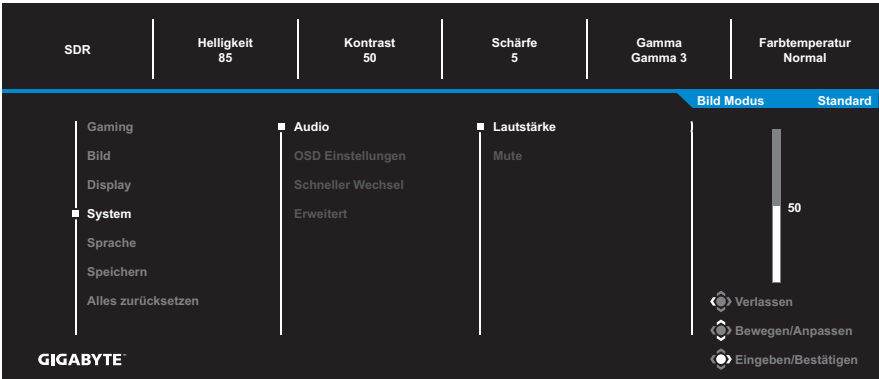 SDR
Helligkeit
85
Kontrast
50
Schärfe
5
Gamma
Gamma 3
Farbtemperatur
Normal
Bild Modus Standard
Gaming
Bild
Display
System
Sprache
Speichern
Alles zurücksetzen
Audio
OSD Einstellungen
Schneller Wechsel
Erweitert
Lautstärke
Mute
50
Verlassen
Bewegen/Anpassen
Eingeben/Bestätigen
GIGABYTE™